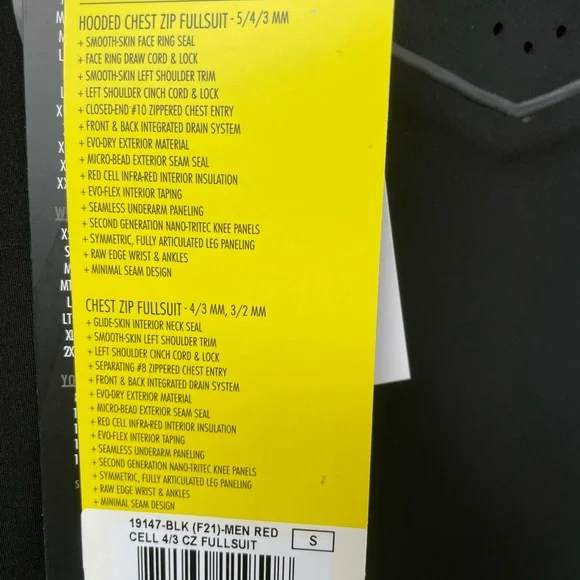 HOODED CHEST ZIP FULLSUIT - 5/4/3 MM
+ SMOOTH-SKIN FACE RING SEAL
+ FACE RING DRAW CORD & LOCK
+ SMOOTH-SKIN LEFT SHOULDER TRIM
+ LEFT SHOULDER CINCH CORD & LOCK
+ CLOSED-END #10 ZIPPERED CHEST ENTRY
+ FRONT & BACK INTEGRATED DRAIN SYSTEM
+ EVO-DRY EXTERIOR MATERIAL
+ MICRO-BEAD EXTERIOR SEAM SEAL
+ RED CELL INFRA-RED INTERIOR INSULATION
+ EVO-FLEX INTERIOR TAPING
+ SEAMLESS UNDERARM PANELING
+ SECOND GENERATION NANO-TRITEC KNEE PANELS
+ SYMMETRIC, FULLY ARTICULATED LEG PANELING
+ RAW EDGE WRIST & ANKLES
+ MINIMAL SEAM DESIGN
CHEST ZIP FULLSUIT - 4/3 MM, 3/2 MM
+ GLIDE-SKIN INTERIOR NECK SEAL
+ SMOOTH-SKIN LEFT SHOULDER TRIM
+ LEFT SHOULDER CINCH CORD & LOCK
+ SEPARATING #8 ZIPPERED CHEST ENTRY
+ FRONT & BACK INTEGRATED DRAIN SYSTEM
+ EVO-DRY EXTERIOR MATERIAL
+ MICRO-BEAD EXTERIOR SEAM SEAL
+ RED CELL INFRA-RED INTERIOR INSULATION
+ EVO-FLEX INTERIOR TAPING
+ SEAMLESS UNDERARM PANELING
+ SECOND GENERATION NANO-TRITEC KNEE PANELS
+ SYMMETRIC, FULLY ARTICULATED LEG PANELING
+ RAW EDGE WRIST & ANKLES
+ MINIMAL SEAM DESIGN
19147-BLK (F21)-MEN RED
CELL 4/3 CZ FULLSUIT S